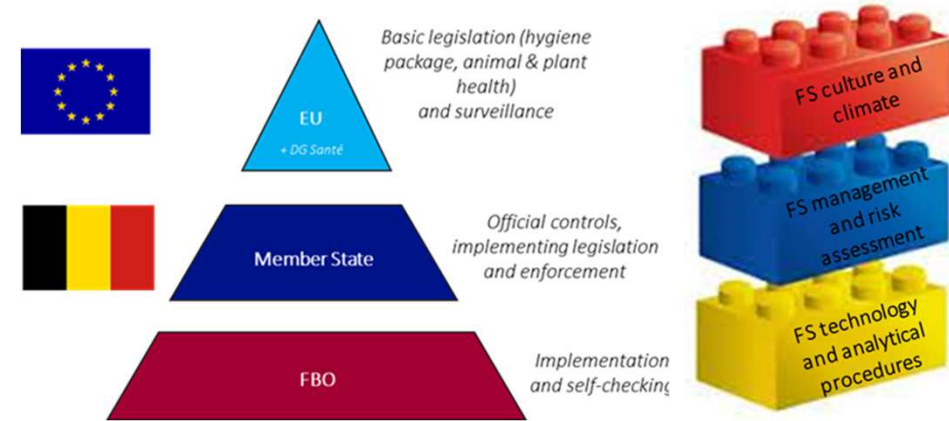 Basic legislation (hygiene
package, animal & plant
health)
and surveillance
EU
+ DG Santé
Official controls,
implementing legislation
and enforcement
Member State
Implementation
and self-checking
FBO
FS culture and
climate
FS management
and risk
assessment
FS technology
and analytical
procedures